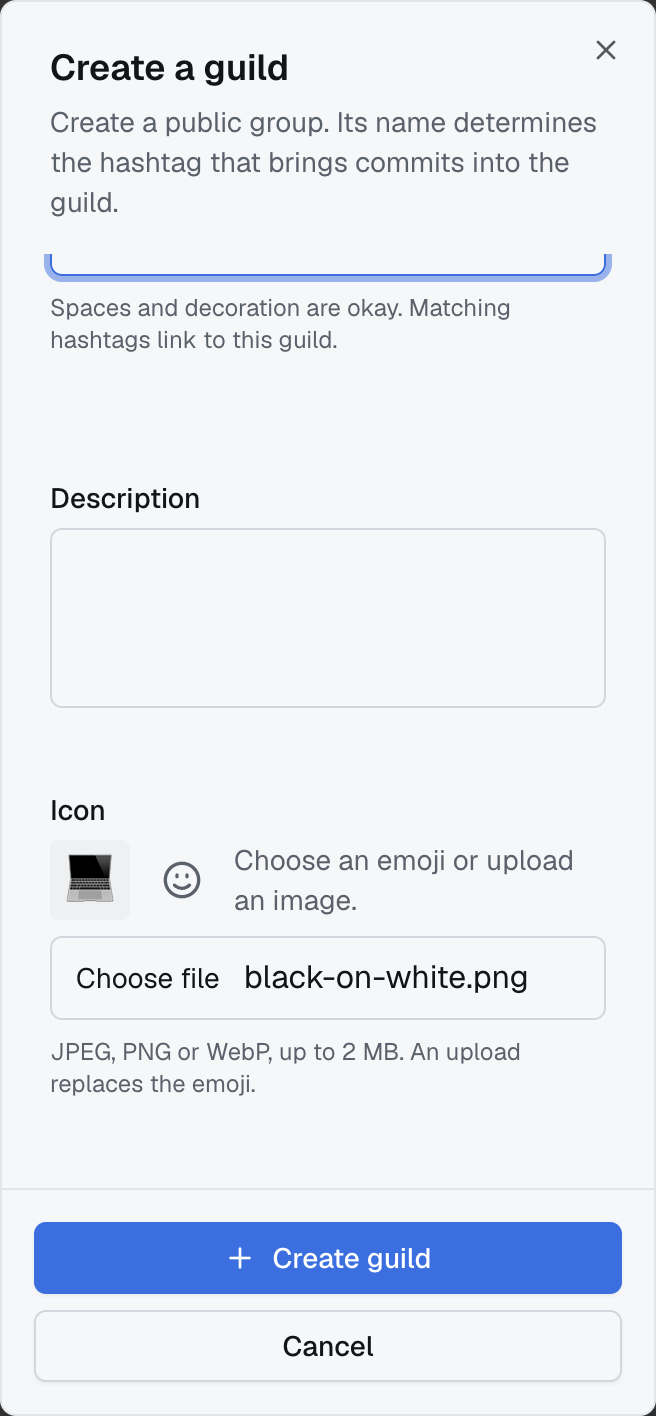 Create a guild
Create a public group. Its name determines
the hashtag that brings commits into the
guild.
Spaces and decoration are okay. Matching
hashtags link to this guild.
Description
Icon
Choose an emoji or upload
an image.
Choose file black-on-white.png
JPEG, PNG or WebP, up to 2 MB. An upload
replaces the emoji.
Create guild
Cancel